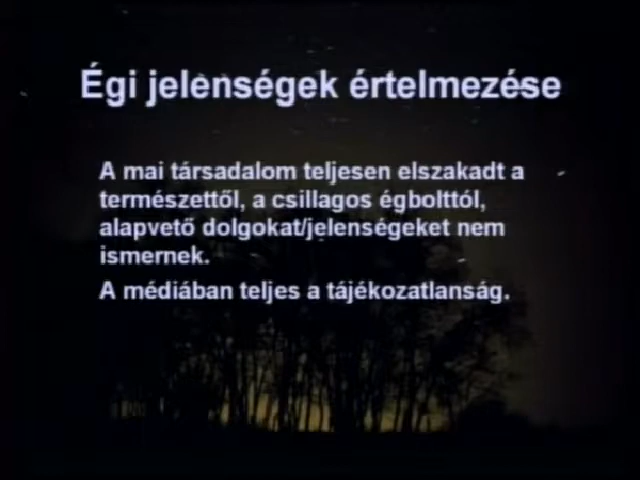 Égi jelenségek értelmezése
A mai társadalom teljesen elszakadt a
természettől, a csillagos égbolttól,
alapvető dolgokat/jelenségeket nem
ismernek.
A médiában teljes a tájékozatlanság.